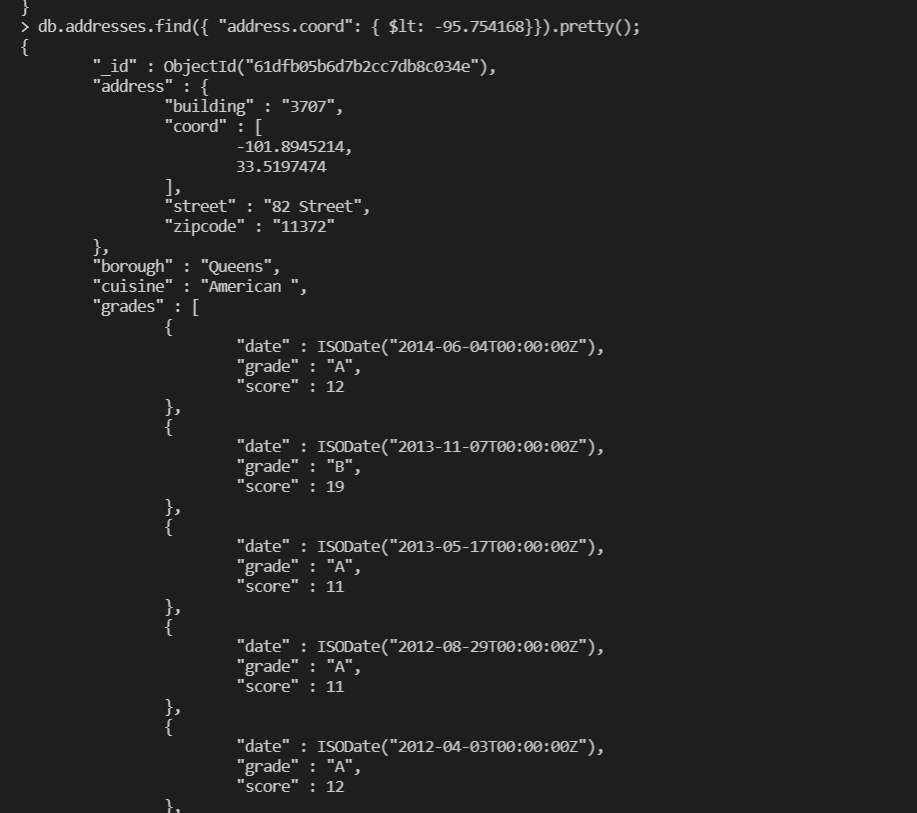 }
> db.addresses.find({ "address.coord": { $lt: -95.754168}}).pretty();
{
        "_id" : ObjectId("61dfb05b6d7b2cc7db8c034e"),
        "address" : {
                "building" : "3707",
                "coord" : [
                        -101.8945214,
                        33.5197474
                ],
                "street" : "82 Street",
                "zipcode" : "11372"
        },
        "borough" : "Queens",
        "cuisine" : "American ",
        "grades" : [
                {
                        "date" : ISODate("2014-06-04T00:00:00Z"),
                        "grade" : "A",
                        "score" : 12
                },
                {
                        "date" : ISODate("2013-11-07T00:00:00Z"),
                        "grade" : "B",
                        "score" : 19
                },
                {
                        "date" : ISODate("2013-05-17T00:00:00Z"),
                        "grade" : "A",
                        "score" : 11
                },
                {
                        "date" : ISODate("2012-08-29T00:00:00Z"),
                        "grade" : "A",
                        "score" : 11
                },
                {
                        "date" : ISODate("2012-04-03T00:00:00Z"),
                        "grade" : "A",
                        "score" : 12
                },